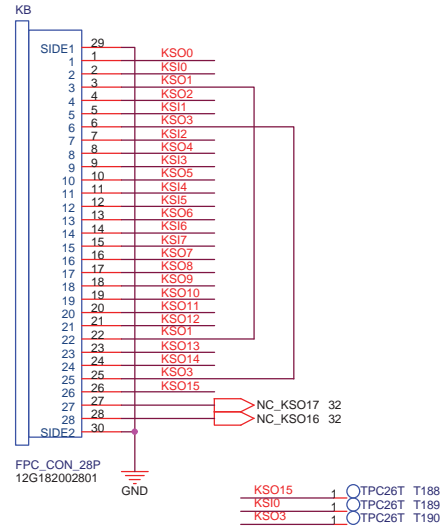 KB
SIDE1 29
1 1 KSO0
2 2 KSI0
3 3 KSO1
4 4 KSO2
5 5 KSI1
6 6 KSO3
7 7 KSI2
8 8 KSO4
9 9 KSI3
10 10 KSO5
11 11 KSI4
12 12 KSI5
13 13 KSO6
14 14 KSI6
15 15 KSI7
16 16 KSO7
17 17 KSO8
18 18 KSO9
19 19 KSO10
20 20 KSO11
21 21 KSO12
22 22 KSO1
23 23 KSO13
24 24 KSO14
25 25 KSO3
26 26 KSO15
27 27 NC_KSO17 32
28 28 NC_KSO16 32
SIDE2 30
FPC_CON_28P
12G182002801
GND
KSO15 1 TPC26T T188
KSI0 1 TPC26T T189
KSO3 1 TPC26T T190